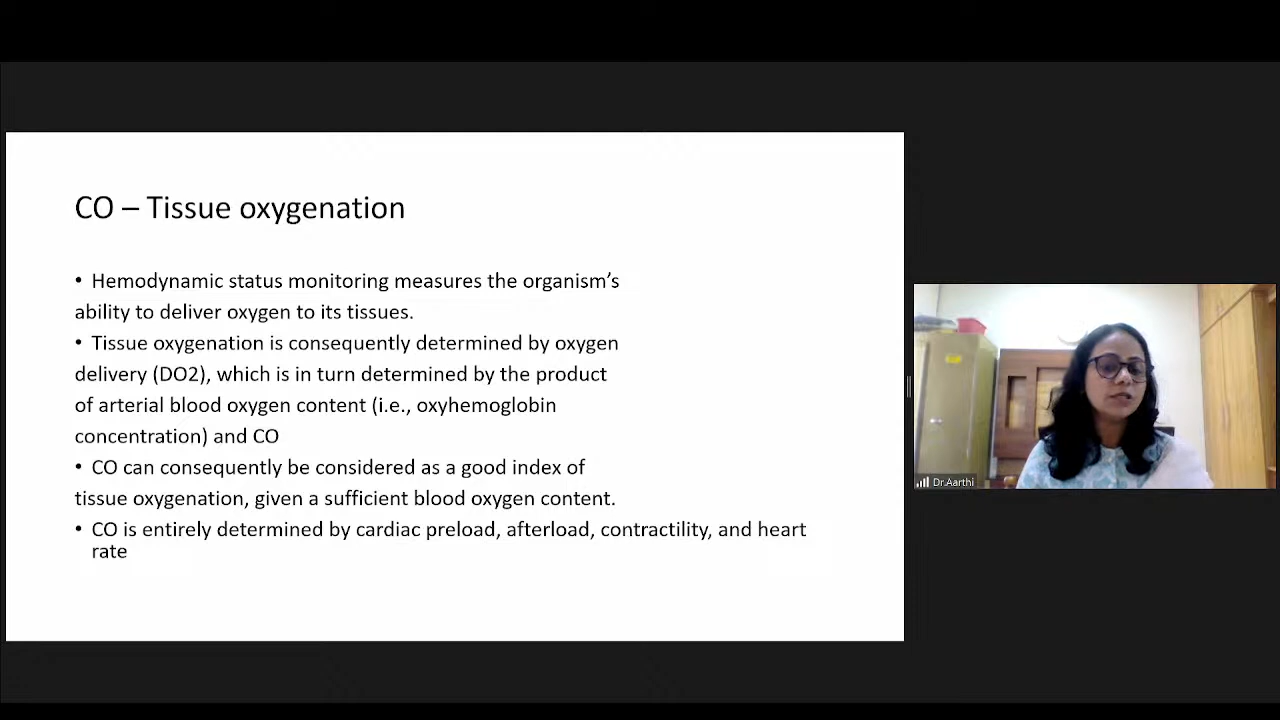 CO – Tissue oxygenation
• Hemodynamic status monitoring measures the organism’s
ability to deliver oxygen to its tissues.
• Tissue oxygenation is consequently determined by oxygen
delivery (DO2), which is in turn determined by the product
of arterial blood oxygen content (i.e., oxyhemoglobin
concentration) and CO
• CO can consequently be considered as a good index of
tissue oxygenation, given a sufficient blood oxygen content.
• CO is entirely determined by cardiac preload, afterload, contractility, and heart
rate
Dr.Aarthi